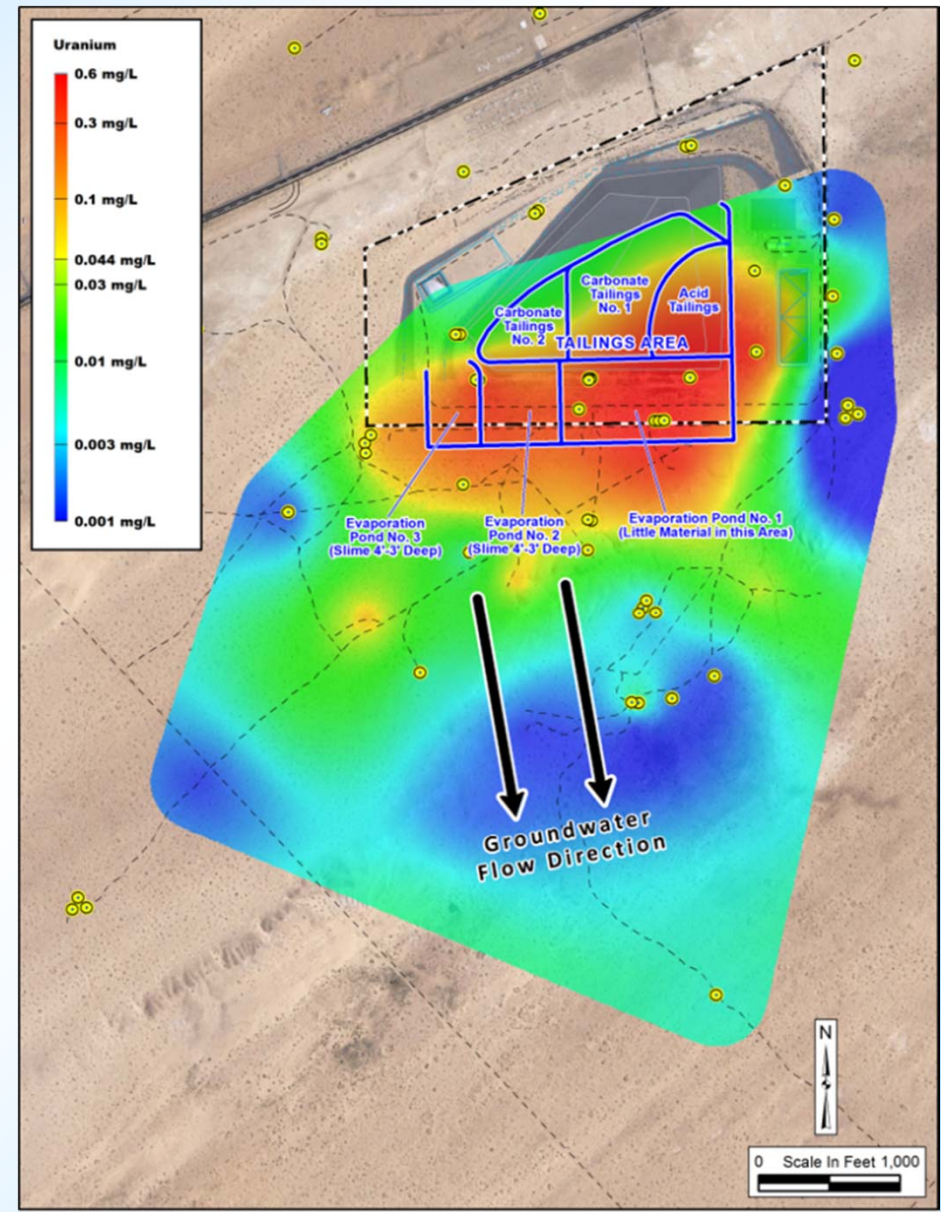 Uranium
0.6 mg/L
0.3 mg/L
0.1 mg/L
0.044 mg/L
0.03 mg/L
0.01 mg/L
0.003 mg/L
0.001 mg/L
Carbonate
Tailings
No. 1
Acid
Tailings
Carbonate
Tailings
No. 2
TAILINGS AREA
Evaporation
Pond No. 3
(Slime 4'-3' Deep)
Evaporation
Pond No. 2
(Slime 4'-3' Deep)
Evaporation Pond No. 1
(Little Material in this Area)
Groundwater
Flow Direction
N
0 Scale In Feet 1,000